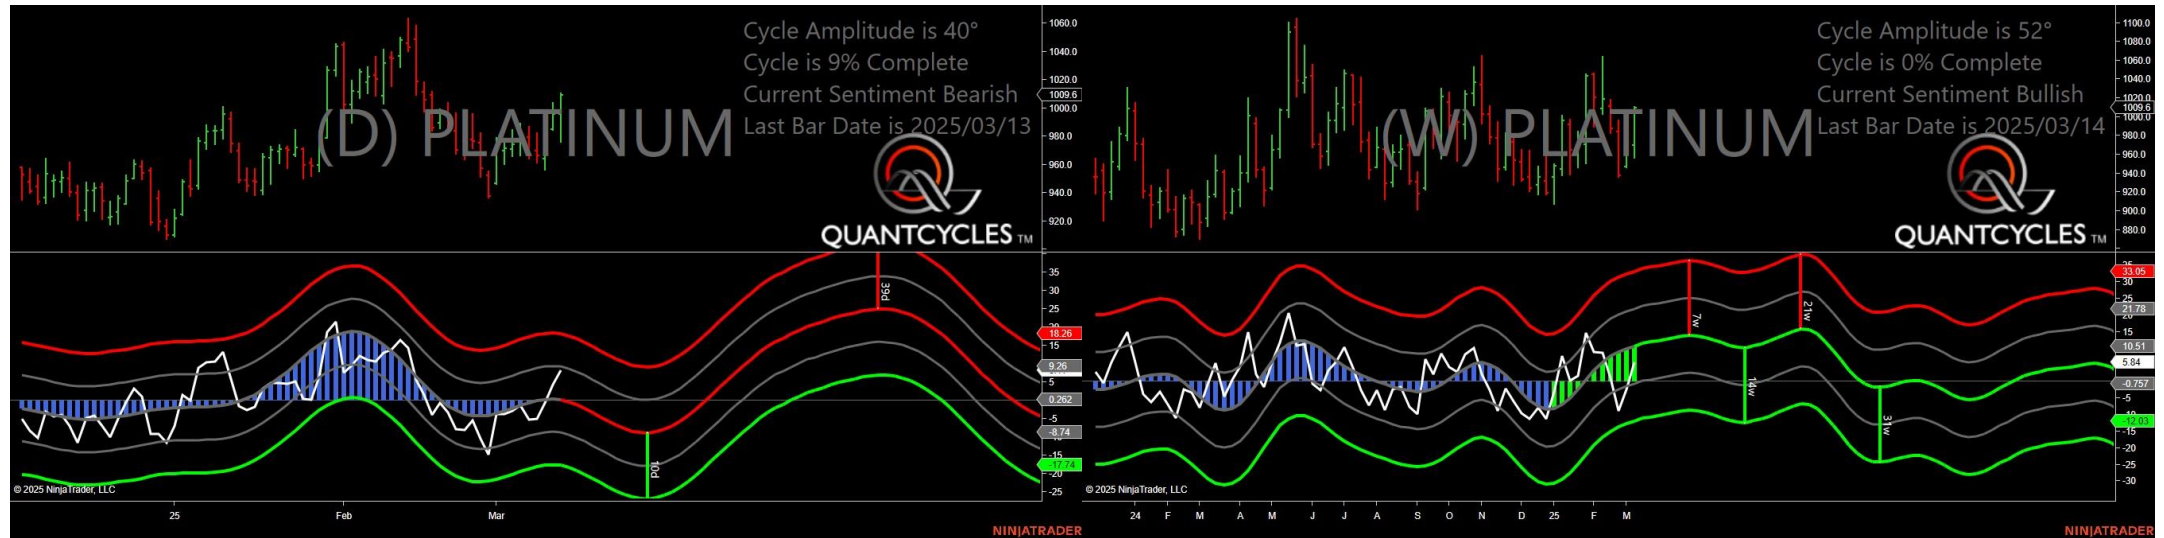 Cycle Amplitude is 40°
Cycle is 9% Complete
Current Sentiment Bearish
Last Bar Date is 2025/03/13
(D) PLATINUM
QUANTCYCLES TM
1060.0
1040.0
1020.0
1009.6
1000.0
980.0
960.0
940.0
920.0
35
30
25
18.26
15
9.26
5
0.262
-5
-8.74
-15
-17.74
-25
39d
10d
© 2025 NinjaTrader, LLC
25 Feb Mar
NINJATRADER
Cycle Amplitude is 52°
Cycle is 0% Complete
Current Sentiment Bullish
Last Bar Date is 2025/03/14
(W) PLATINUM
QUANTCYCLES TM
1100.0
1080.0
1060.0
1040.0
1020.0
1009.6
1000.0
980.0
960.0
940.0
920.0
900.0
880.0
33.05
30
25
21.78
15
10.51
5.84
-0.757
-5
-12.03
-15
-20
-25
-30
7w
21w
14w
31w
© 2025 NinjaTrader, LLC
24 F M A M J J A S O N D 25 F M
NINJATRADER